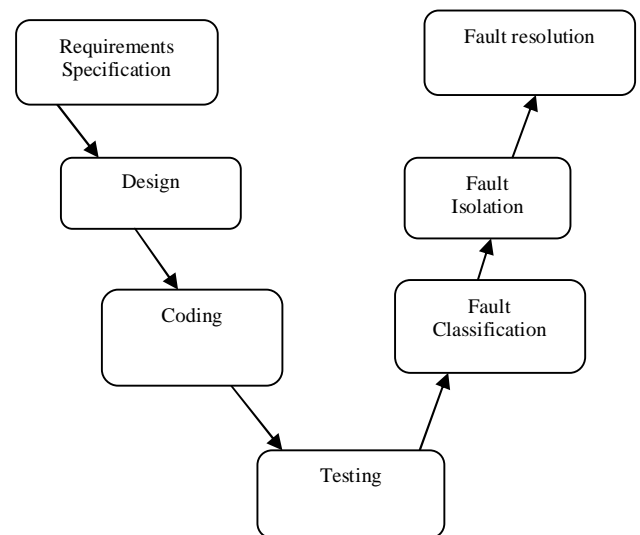 Requirements
Specification
Design
Coding
Testing
Fault
Classification
Fault
Isolation
Fault resolution